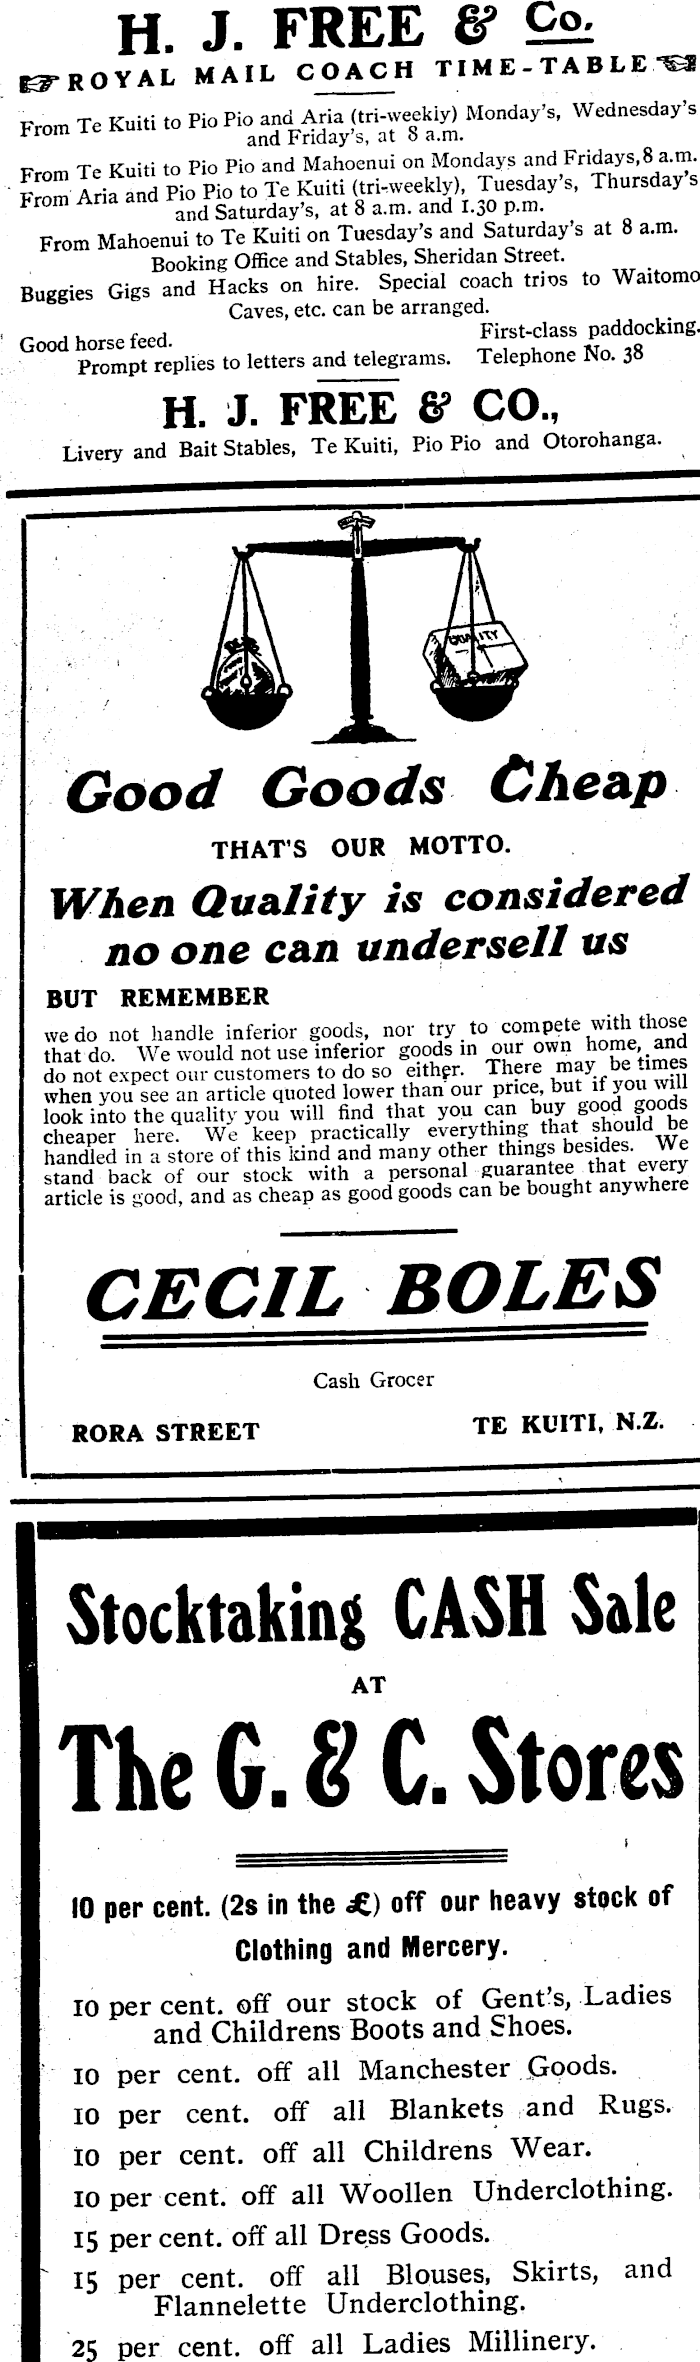 H. J. FREE & Co.
ROYAL MAIL COACH TIME-TABLE
From Te Kuiti to Pio Pio and Aria (tri-weekly) Monday's, Wednesday's
and Friday's, at 8 a.m.
From Te Kuiti to Pio Pio and Mahoenui on Mondays and Fridays, 8 a.m.
From Aria and Pio Pio to Te Kuiti (tri-weekly), Tuesday's, Thursday's
and Saturday's, at 8 a.m. and 1.30 p.m.
From Mahoenui to Te Kuiti on Tuesday's and Saturday's at 8 a.m.
Booking Office and Stables, Sheridan Street.
Buggies Gigs and Hacks on hire. Special coach trips to Waitomo
Caves, etc. can be arranged.
Good horse feed. First-class paddocking.
Prompt replies to letters and telegrams. Telephone No. 38
H. J. FREE & CO.,
Livery and Bait Stables, Te Kuiti, Pio Pio and Otorohanga.
QUALITY
Good Goods Cheap
THAT'S OUR MOTTO.
When Quality is considered
no one can undersell us
BUT REMEMBER
we do not handle inferior goods, nor try to compete with those
that do. We would not use inferior goods in our own home, and
do not expect our customers to do so either. There may be times
when you see an article quoted lower than our price, but if you will
look into the quality you will find that you can buy good goods
cheaper here. We keep practically everything that should be
handled in a store of this kind and many other things besides. We
stand back of our stock with a personal guarantee that every
article is good, and as cheap as good goods can be bought anywhere
CECIL BOLES
Cash Grocer
RORA STREET TE KUITI, N.Z.
Stocktaking CASH Sale
AT
The G. & C. Stores
10 per cent. (2s in the £) off our heavy stock of
Clothing and Mercery.
10 per cent. off our stock of Gent's, Ladies
and Childrens Boots and Shoes.
10 per cent. off all Manchester Goods.
10 per cent. off all Blankets and Rugs.
10 per cent. off all Childrens Wear.
10 per cent. off all Woollen Underclothing.
15 per cent. off all Dress Goods.
15 per cent. off all Blouses, Skirts, and
Flannelette Underclothing.
25 per cent. off all Ladies Millinery.